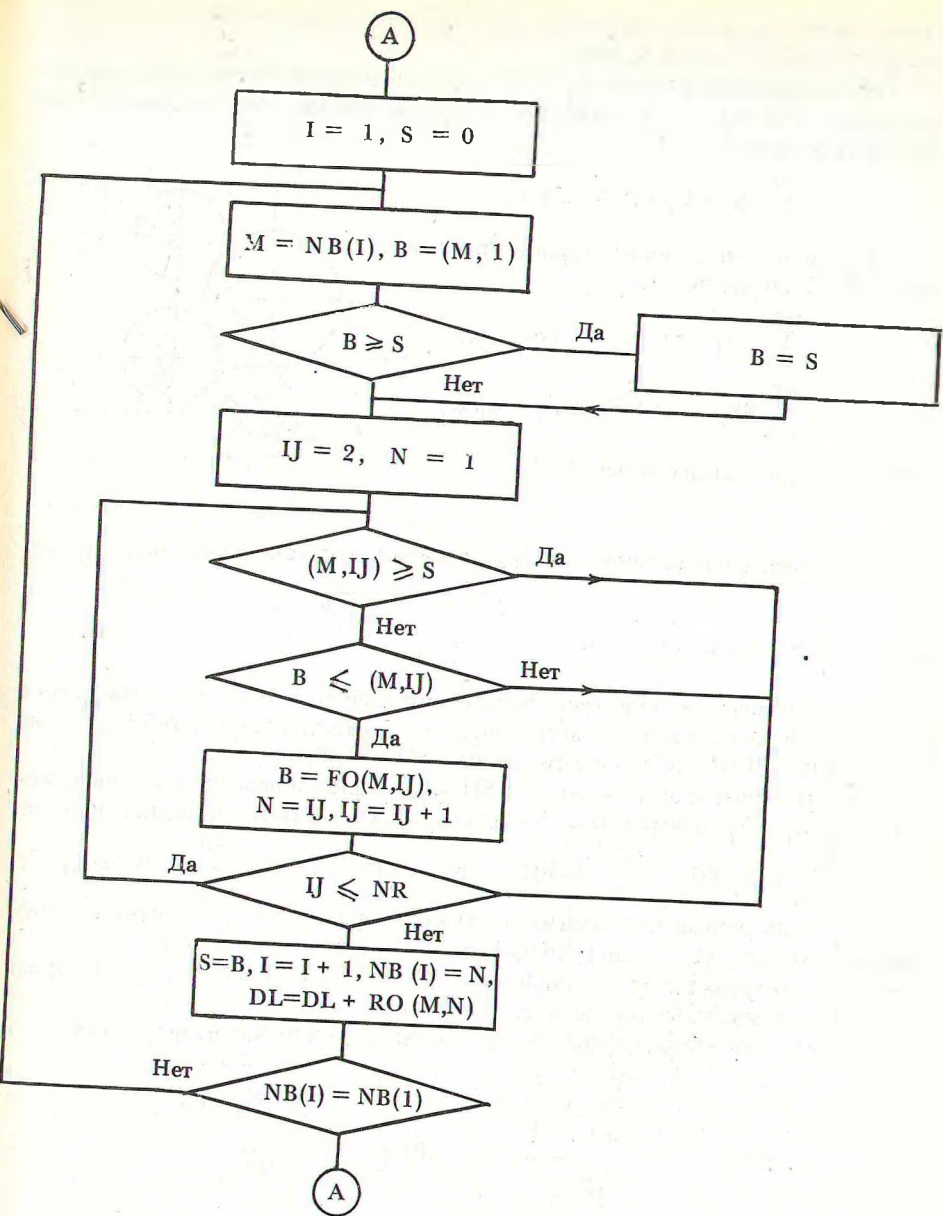 A
I = 1, S = 0
M = NB(I), B = (M, 1)
B ⩾ S
Да
B = S
Нет
IJ = 2, N = 1
(M,IJ) ⩾ S
Да
Нет
B ⩽ (M,IJ)
Нет
Да
B = FO(M,IJ),
N = IJ, IJ = IJ + 1
Да
IJ ⩽ NR
Нет
S=B, I = I + 1, NB (I) = N,
DL=DL + RO (M,N)
Нет
NB(I) = NB(1)
A